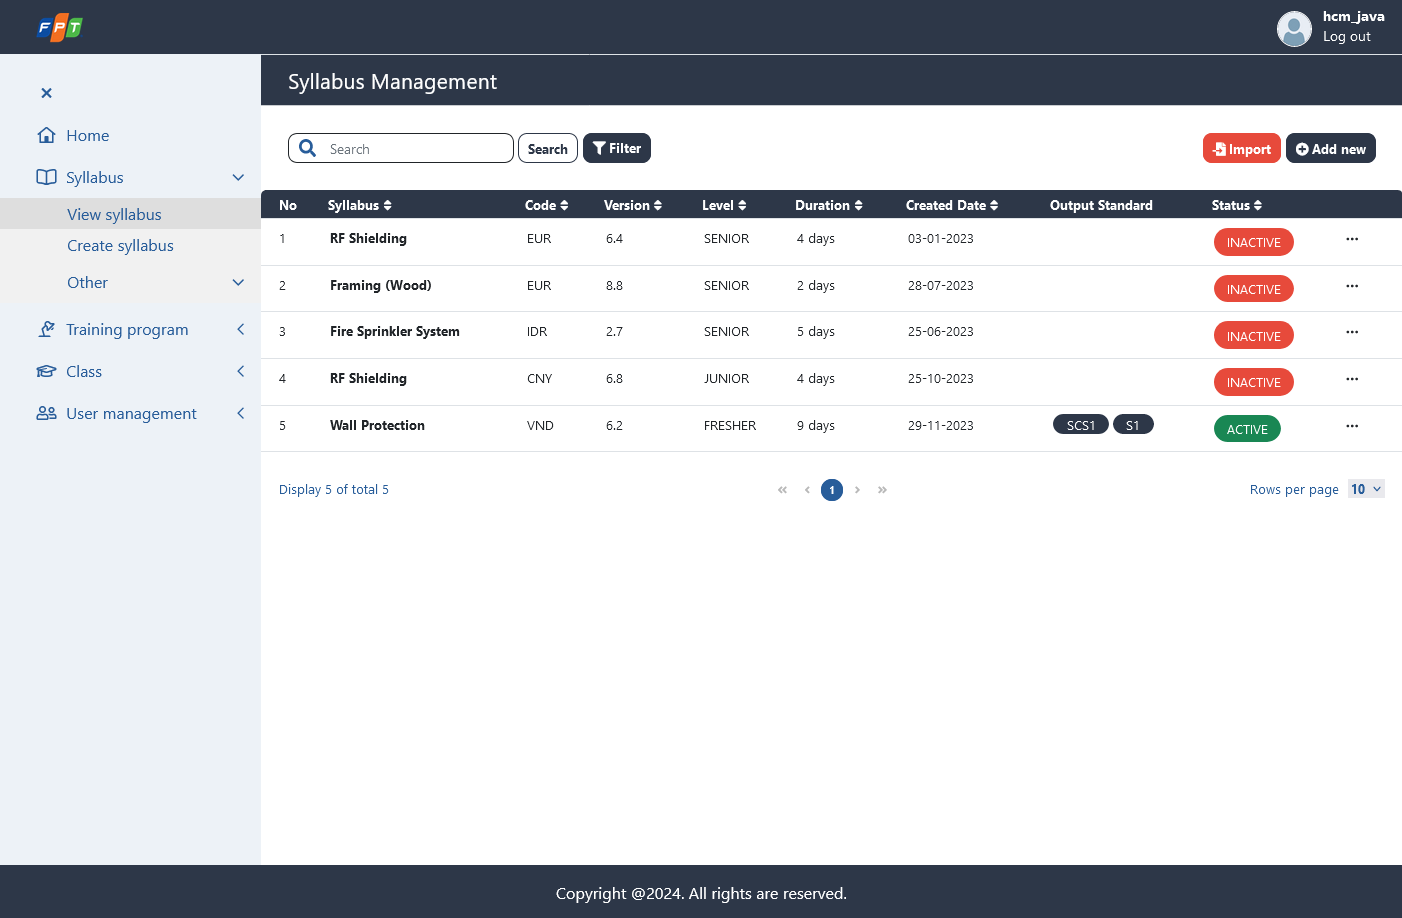 FPT
hcm_java
Log out
Syllabus Management
Home
Syllabus
View syllabus
Create syllabus
Other
Training program
Class
User management
Search Search Filter Import Add new
No Syllabus Code Version Level Duration Created Date Output Standard Status
1 RF Shielding EUR 6.4 SENIOR 4 days 03-01-2023 INACTIVE ...
2 Framing (Wood) EUR 8.8 SENIOR 2 days 28-07-2023 INACTIVE ...
3 Fire Sprinkler System IDR 2.7 SENIOR 5 days 25-06-2023 INACTIVE ...
4 RF Shielding CNY 6.8 JUNIOR 4 days 25-10-2023 INACTIVE ...
5 Wall Protection VND 6.2 FRESHER 9 days 29-11-2023 SCS1 S1 ACTIVE ...
Display 5 of total 5 « ‹ 1 › » Rows per page 10
Copyright @2024. All rights are reserved.